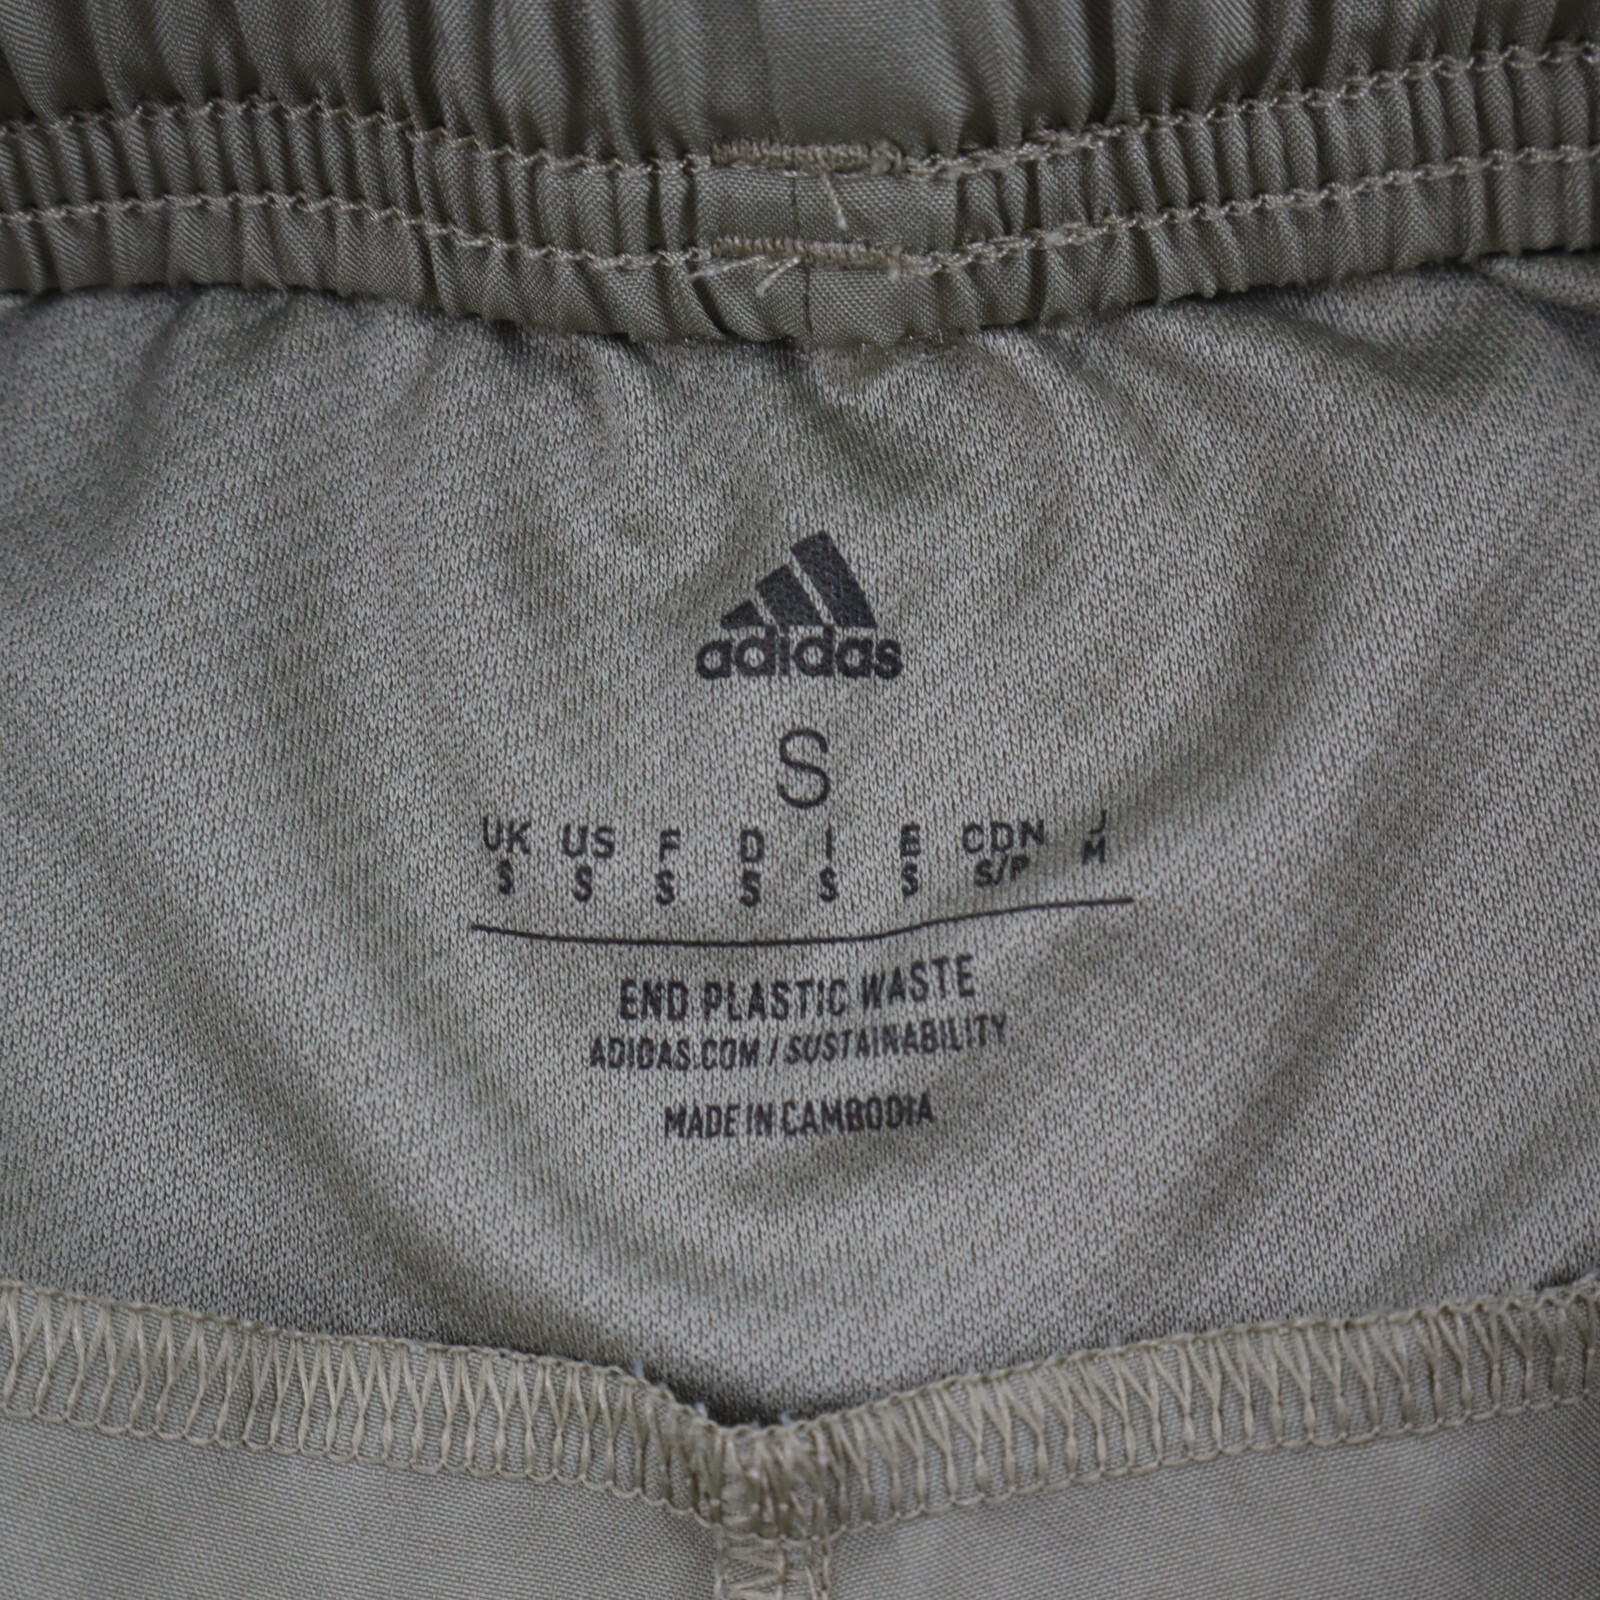 adidas
S
UK US F D I E CDN J
S S S S S S S/P M
END PLASTIC WASTE
ADIDAS.COM/SUSTAINABILITY
MADE IN CAMBODIA